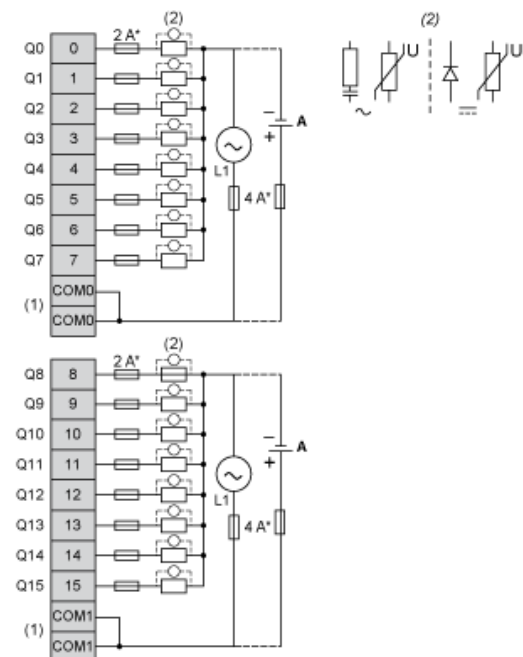 (2)
2 A*
Q0 0
Q1 1
Q2 2
Q3 3
Q4 4
Q5 5
Q6 6
Q7 7
COM0
(1)
COM0
L1
4 A*
−
+
A
(2)
U
U
(2)
2 A*
Q8 8
Q9 9
Q10 10
Q11 11
Q12 12
Q13 13
Q14 14
Q15 15
COM1
(1)
COM1
L1
4 A*
−
+
A